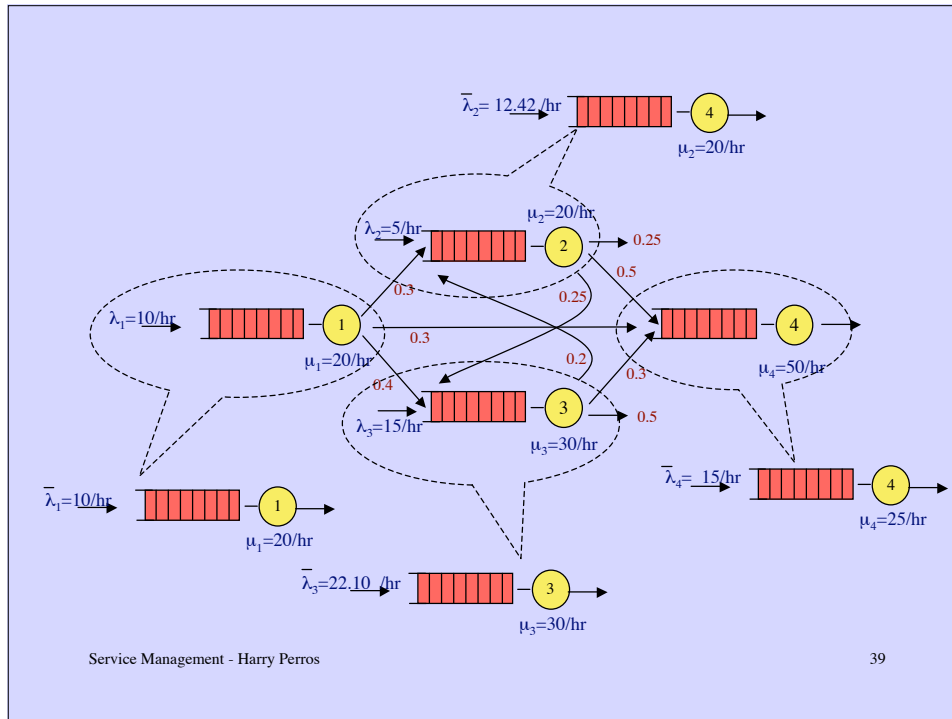 λ̄₂= 12.42 /hr
4
μ₂=20/hr
μ₂=20/hr
λ₂=5/hr
2
0.25
0.5
0.3
0.25
λ₁=10/hr
1
0.3
4
μ₁=20/hr
0.2
μ₄=50/hr
0.4
0.3
λ₃=15/hr
3
0.5
μ₃=30/hr
λ̄₄= 15/hr
4
μ₄=25/hr
λ̄₁=10/hr
1
μ₁=20/hr
λ̄₃=22.10 /hr
3
μ₃=30/hr
Service Management - Harry Perros
39